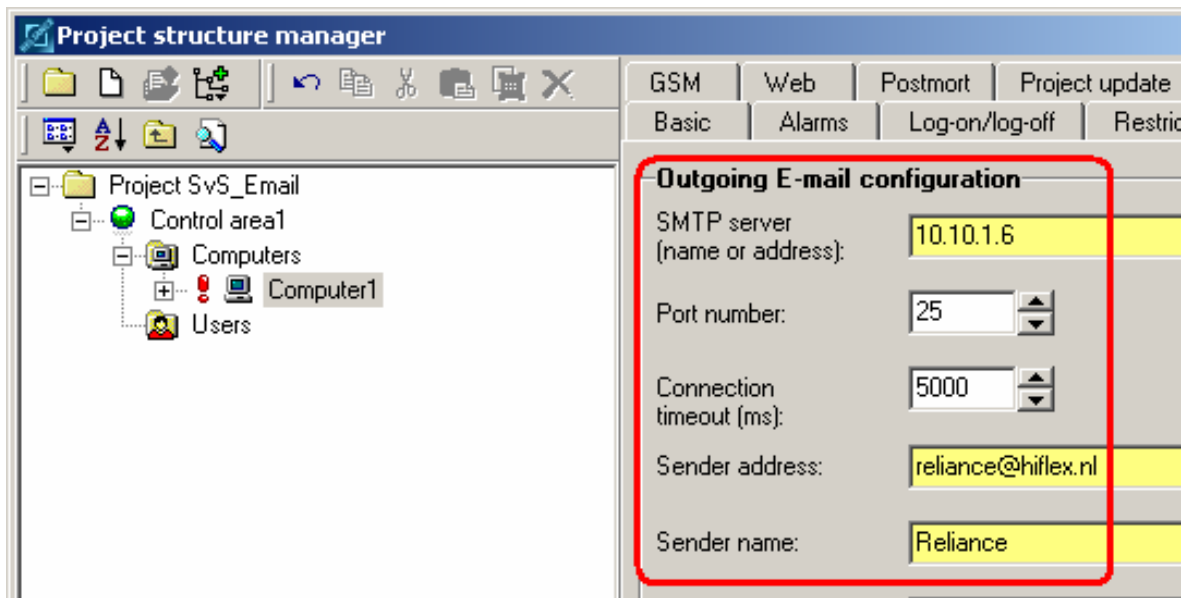 Project structure manager
GSM Web Postmort Project update
Basic Alarms Log-on/log-off
Project SvS_Email
Control area1
Computers
Computer1
Users
Outgoing E-mail configuration
SMTP server
(name or address):
10.10.1.6
Port number:
25
Connection
timeout (ms):
5000
Sender address:
reliance@hiflex.nl
Sender name:
Reliance